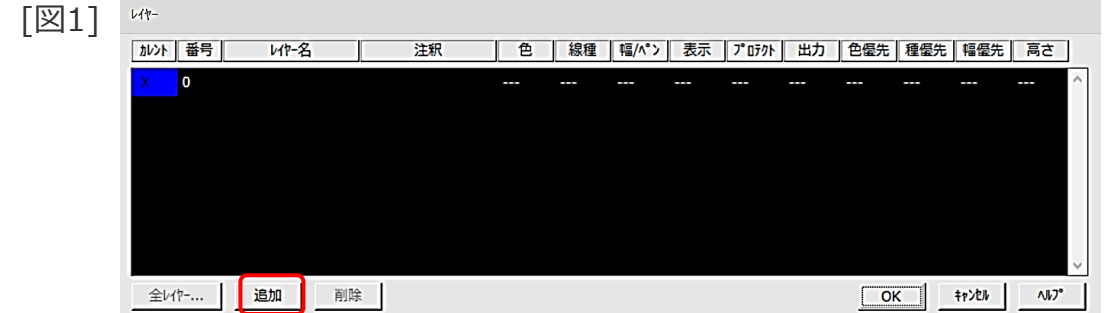 [図1]
ﾚｲﾔｰ
ｶﾚﾝﾄ 番号 ﾚｲﾔｰ名 注釈 色 線種 幅/ﾍﾟﾝ 表示 ﾌﾟﾛﾃｸﾄ 出力 色優先 種優先 幅優先 高さ
X 0 --- --- --- --- --- --- --- --- --- ---
全ﾚｲﾔｰ... 追加 削除 OK ｷｬﾝｾﾙ ﾍﾙﾌﾟ